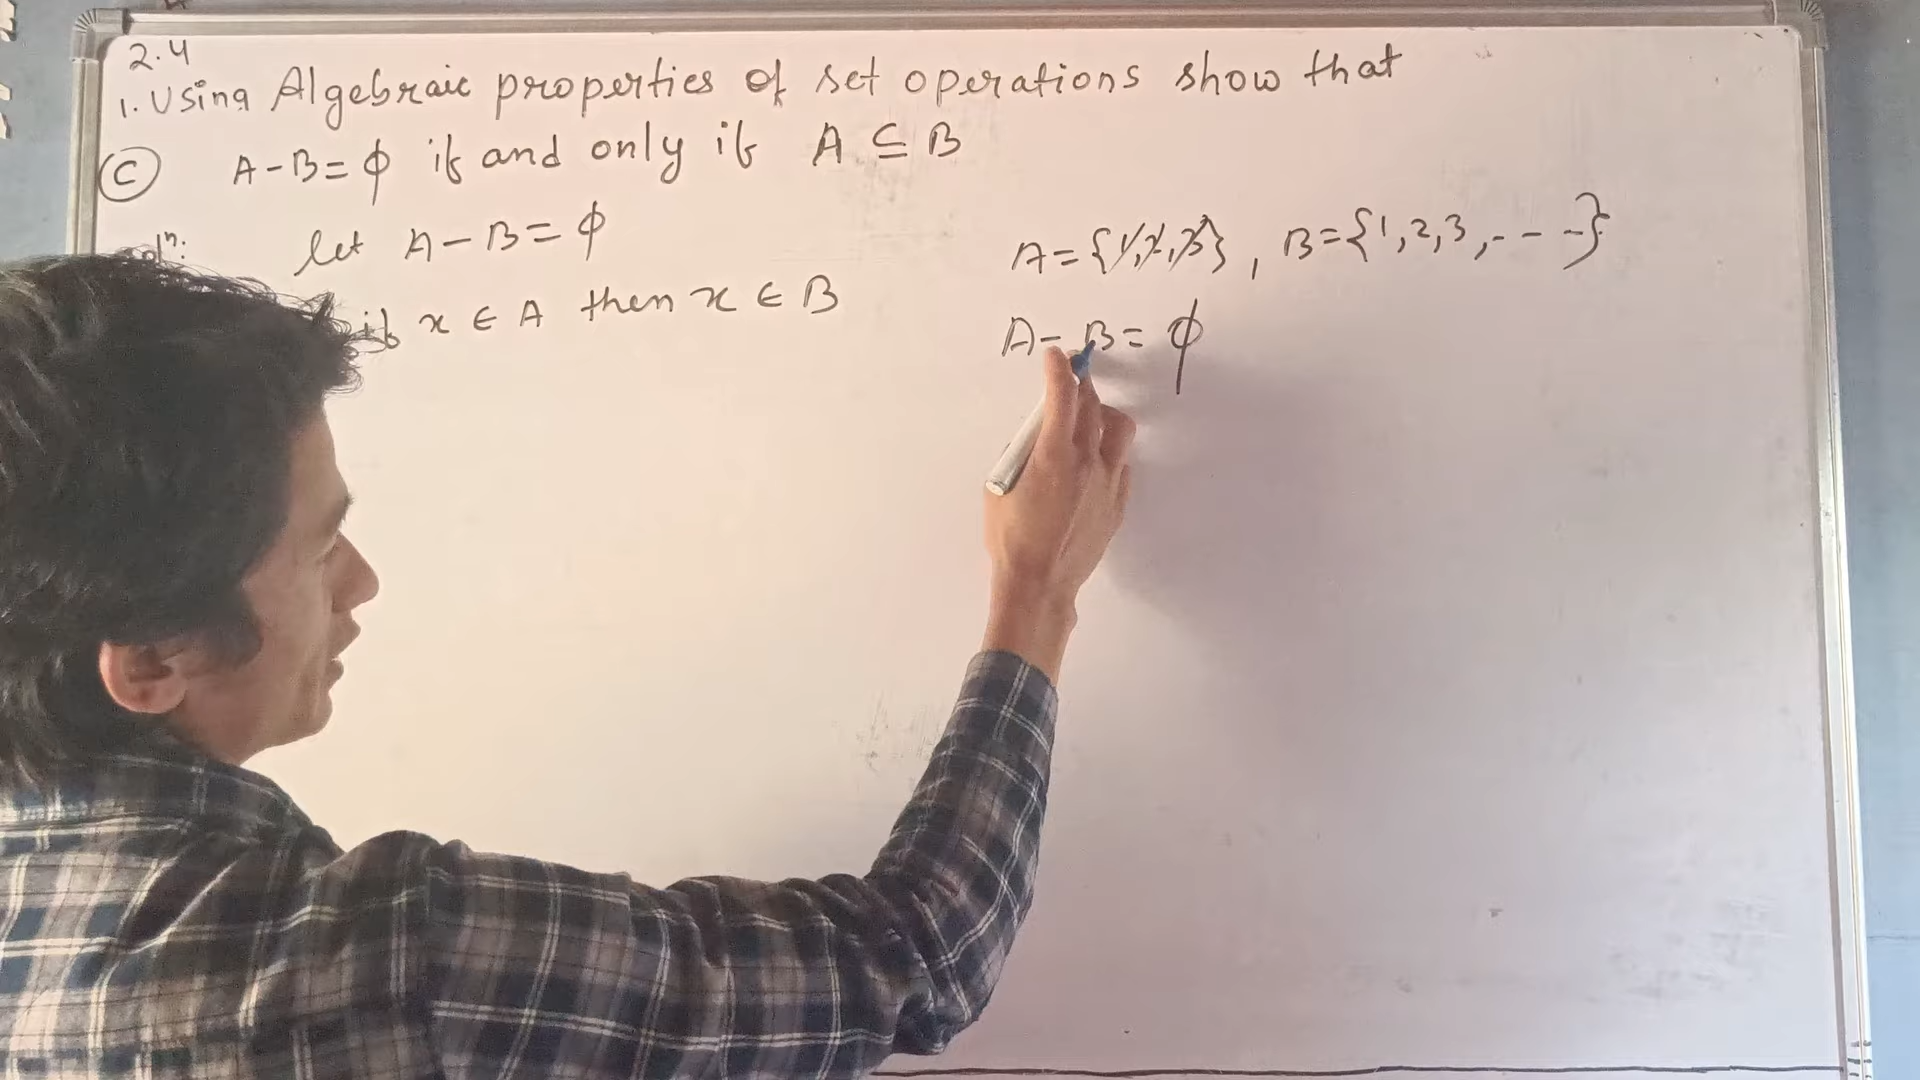 2.4
1. Using Algebraic properties of set operations show that
(c) A-B=ϕ if and only if A ⊆ B
let A-B=ϕ
if x ∈ A then x ∈ B
A={1,2,3}, B={1,2,3,----}
A-B=ϕ